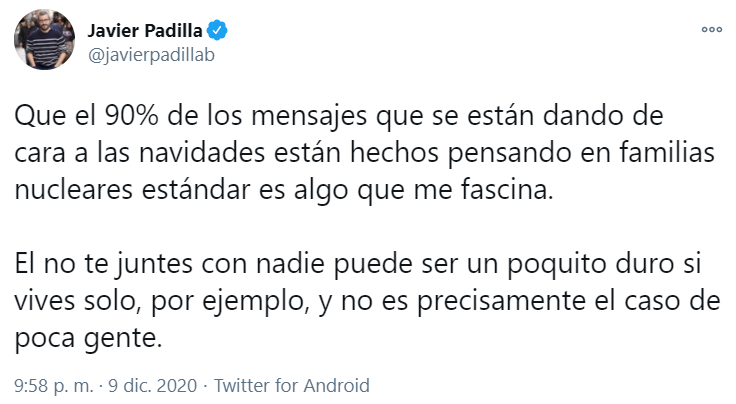 Javier Padilla
@javierpadillab
Que el 90% de los mensajes que se están dando de
cara a las navidades están hechos pensando en familias
nucleares estándar es algo que me fascina.
El no te juntes con nadie puede ser un poquito duro si
vives solo, por ejemplo, y no es precisamente el caso de
poca gente.
9:58 p. m. · 9 dic. 2020 · Twitter for Android